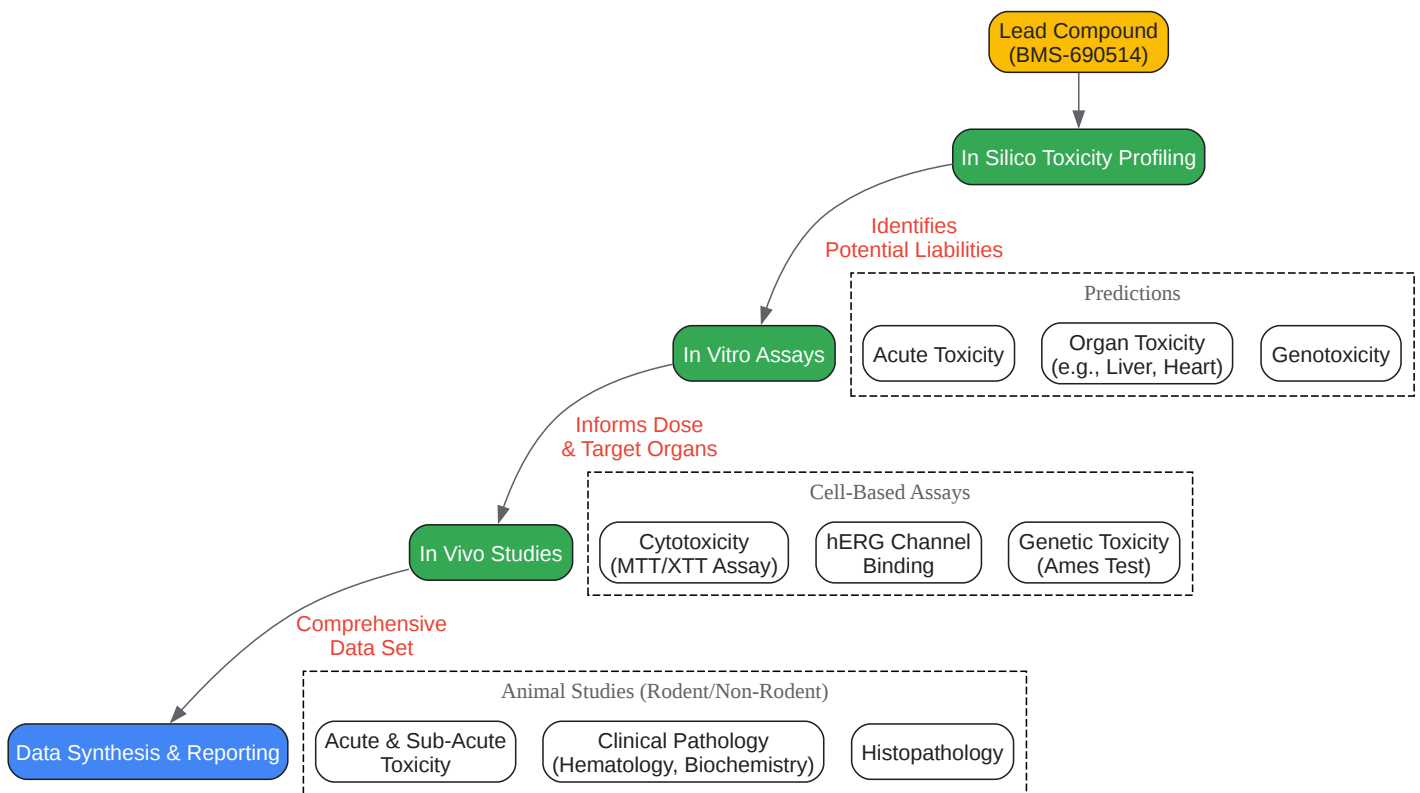 Lead Compound
(BMS-690514)
In Silico Toxicity Profiling
Identifies
Potential Liabilities
Predictions
In Vitro Assays
Acute Toxicity
Organ Toxicity
(e.g., Liver, Heart)
Genotoxicity
Informs Dose
& Target Organs
Cell-Based Assays
In Vivo Studies
Cytotoxicity
(MTT/XTT Assay)
hERG Channel
Binding
Genetic Toxicity
(Ames Test)
Comprehensive
Data Set
Animal Studies (Rodent/Non-Rodent)
Data Synthesis & Reporting
Acute & Sub-Acute
Toxicity
Clinical Pathology
(Hematology, Biochemistry)
Histopathology